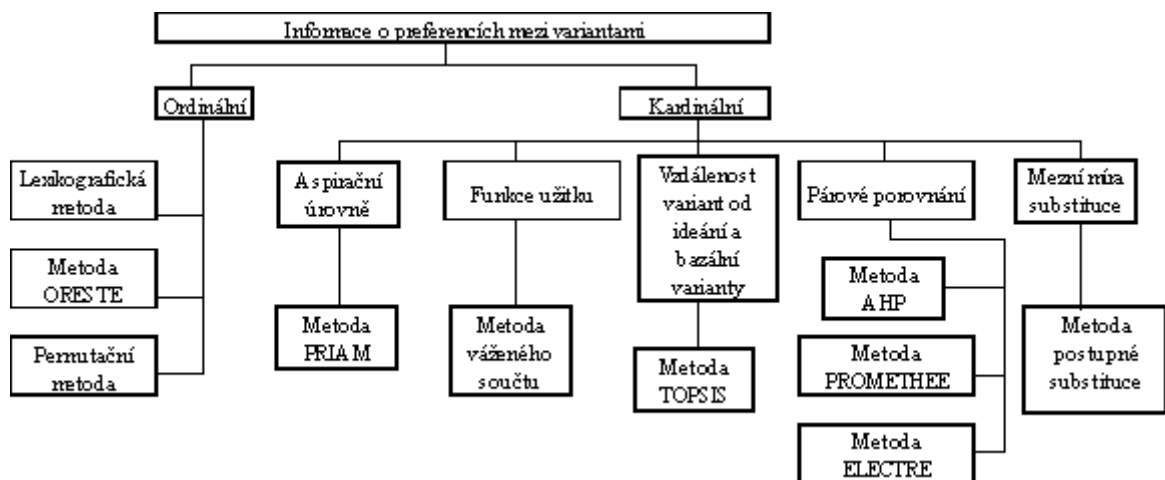 Informace o preferencích mezi variantami
Ordinální
Kardinální
Lexikografická
metoda
Metoda
ORESTE
Permutační
metoda
Aspirační
úrovně
Metoda
PRIAM
Funkce užitku
Metoda
váženého
součtu
Vzdálenost
variant od
ideání a
bazální
varianty
Metoda
TOPSIS
Párové porovnání
Metoda
AHP
Metoda
PROMETHEE
Metoda
ELECTRE
Mezní míra
substituce
Metoda
postupné
substituce